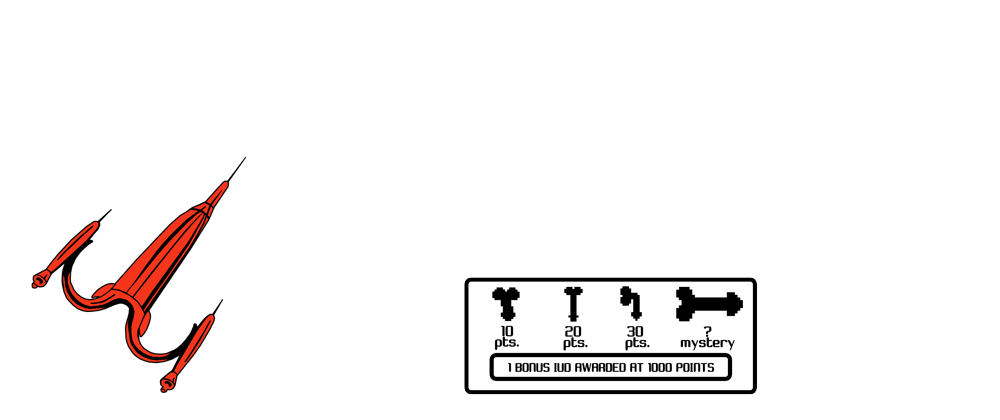 10 pts.
20 pts.
30 pts.
? mystery
1 BONUS IUD AWARDED AT 1000 POINTS